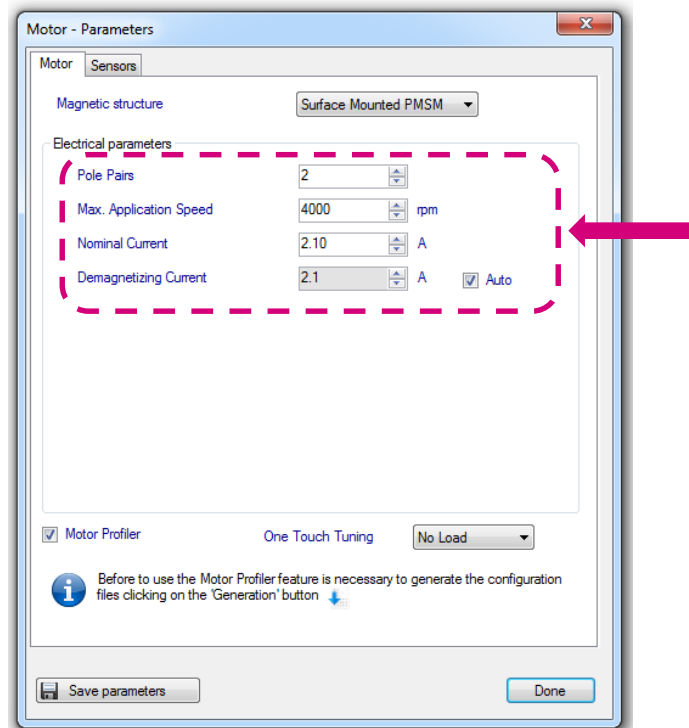 Motor - Parameters
Motor Sensors
Magnetic structure Surface Mounted PMSM
Electrical parameters
Pole Pairs 2
Max. Application Speed 4000 rpm
Nominal Current 2.10 A
Demagnetizing Current 2.1 A Auto
Motor Profiler One Touch Tuning No Load
Before to use the Motor Profiler feature is necessary to generate the configuration
files clicking on the 'Generation' button
Save parameters Done